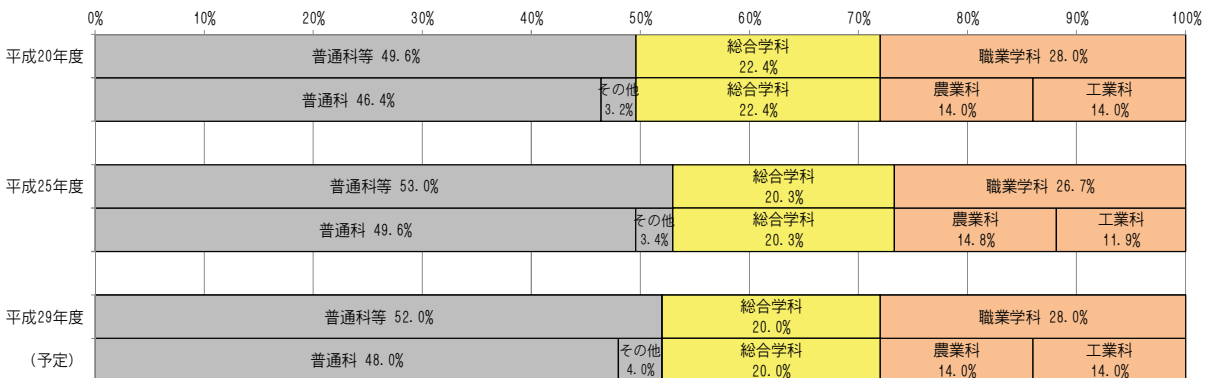 0% 10% 20% 30% 40% 50% 60% 70% 80% 90% 100%
平成20年度
普通科等 49.6%
総合学科
22.4%
職業学科 28.0%
普通科 46.4%
その他
3.2%
総合学科
22.4%
農業科
14.0%
工業科
14.0%
平成25年度
普通科等 53.0%
総合学科
20.3%
職業学科 26.7%
普通科 49.6%
その他
3.4%
総合学科
20.3%
農業科
14.8%
工業科
11.9%
平成29年度
(予定)
普通科等 52.0%
総合学科
20.0%
職業学科 28.0%
普通科 48.0%
その他
4.0%
総合学科
20.0%
農業科
14.0%
工業科
14.0%